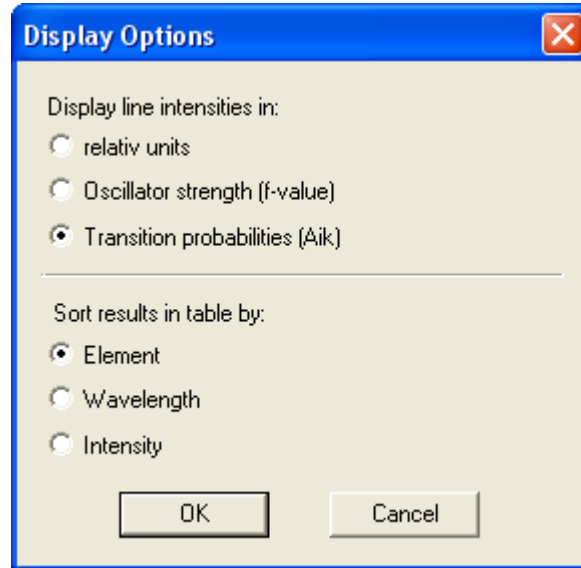 Display Options
Display line intensities in:
relativ units
Oscillator strength (f-value)
Transition probabilities (Aik)
Sort results in table by:
Element
Wavelength
Intensity
OK
Cancel